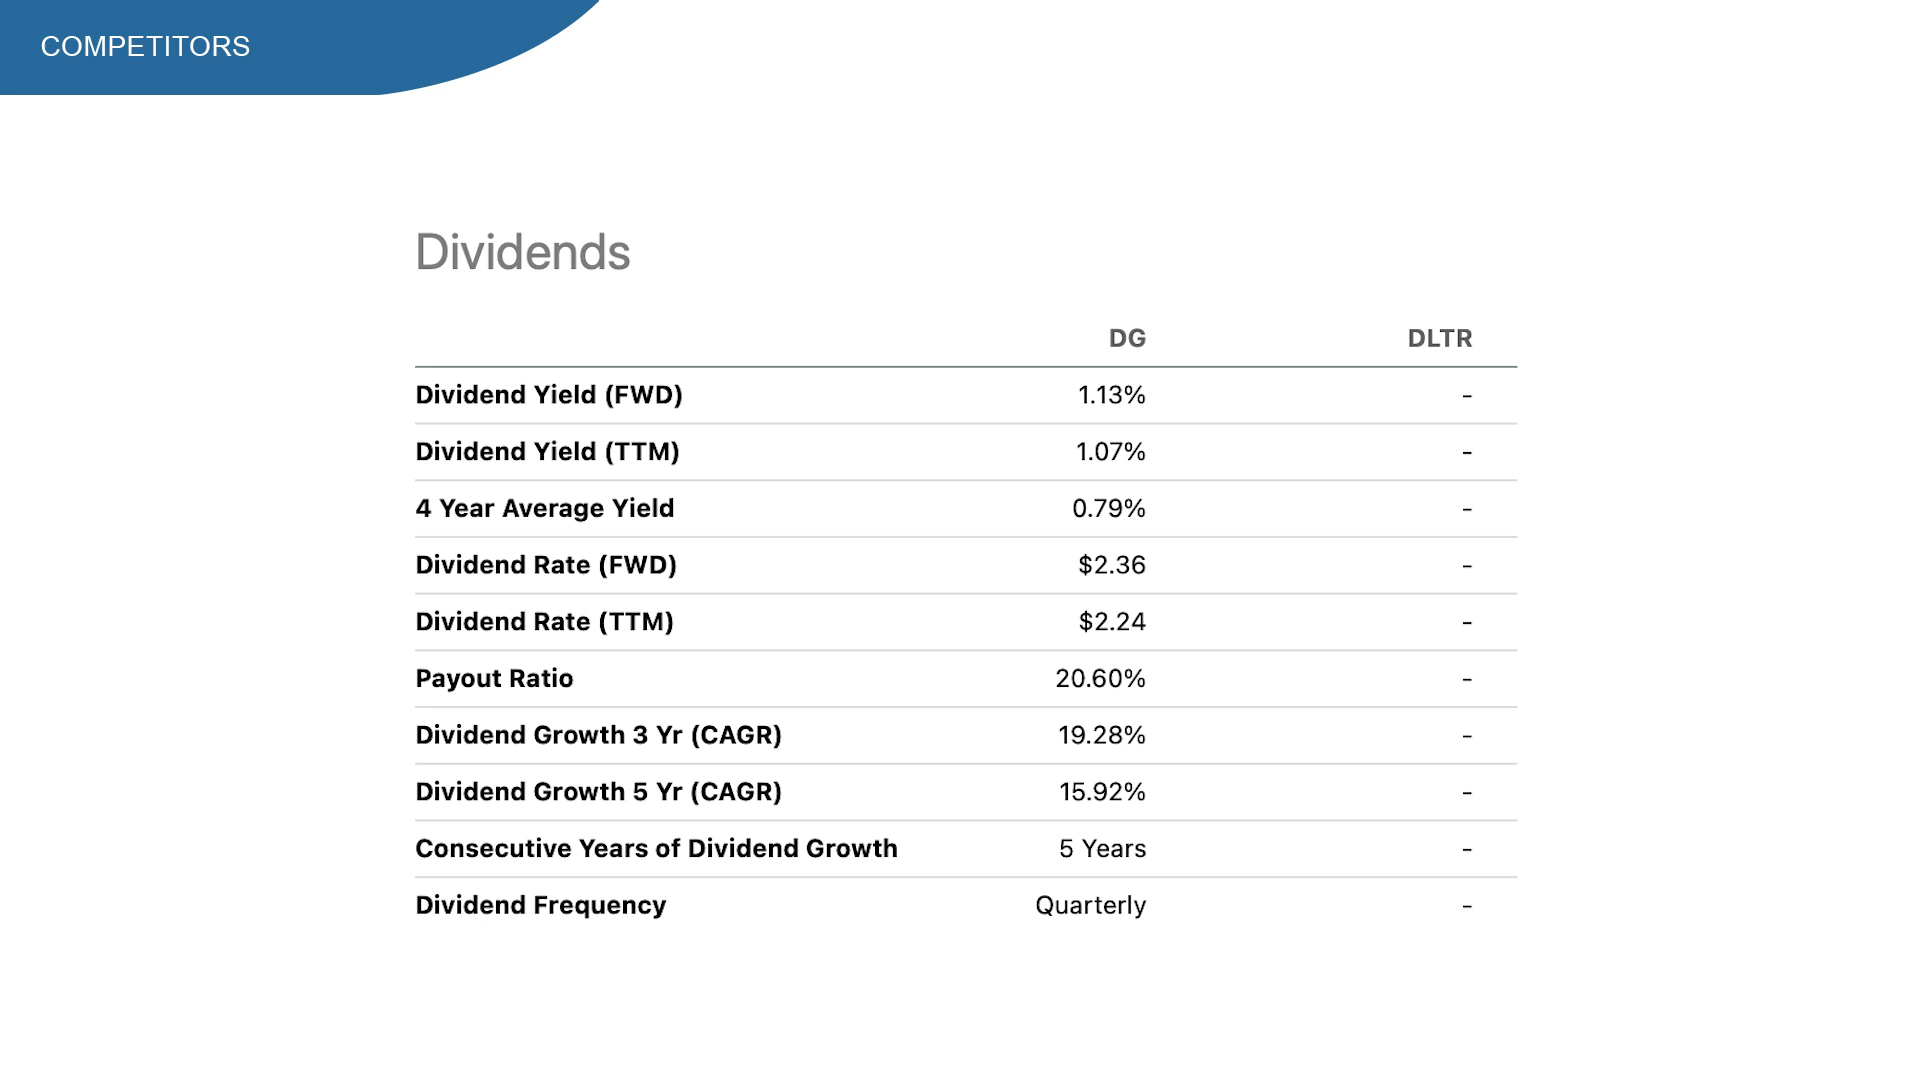 COMPETITORS
Dividends
DG DLTR
Dividend Yield (FWD) 1.13% -
Dividend Yield (TTM) 1.07% -
4 Year Average Yield 0.79% -
Dividend Rate (FWD) $2.36 -
Dividend Rate (TTM) $2.24 -
Payout Ratio 20.60% -
Dividend Growth 3 Yr (CAGR) 19.28% -
Dividend Growth 5 Yr (CAGR) 15.92% -
Consecutive Years of Dividend Growth 5 Years -
Dividend Frequency Quarterly -